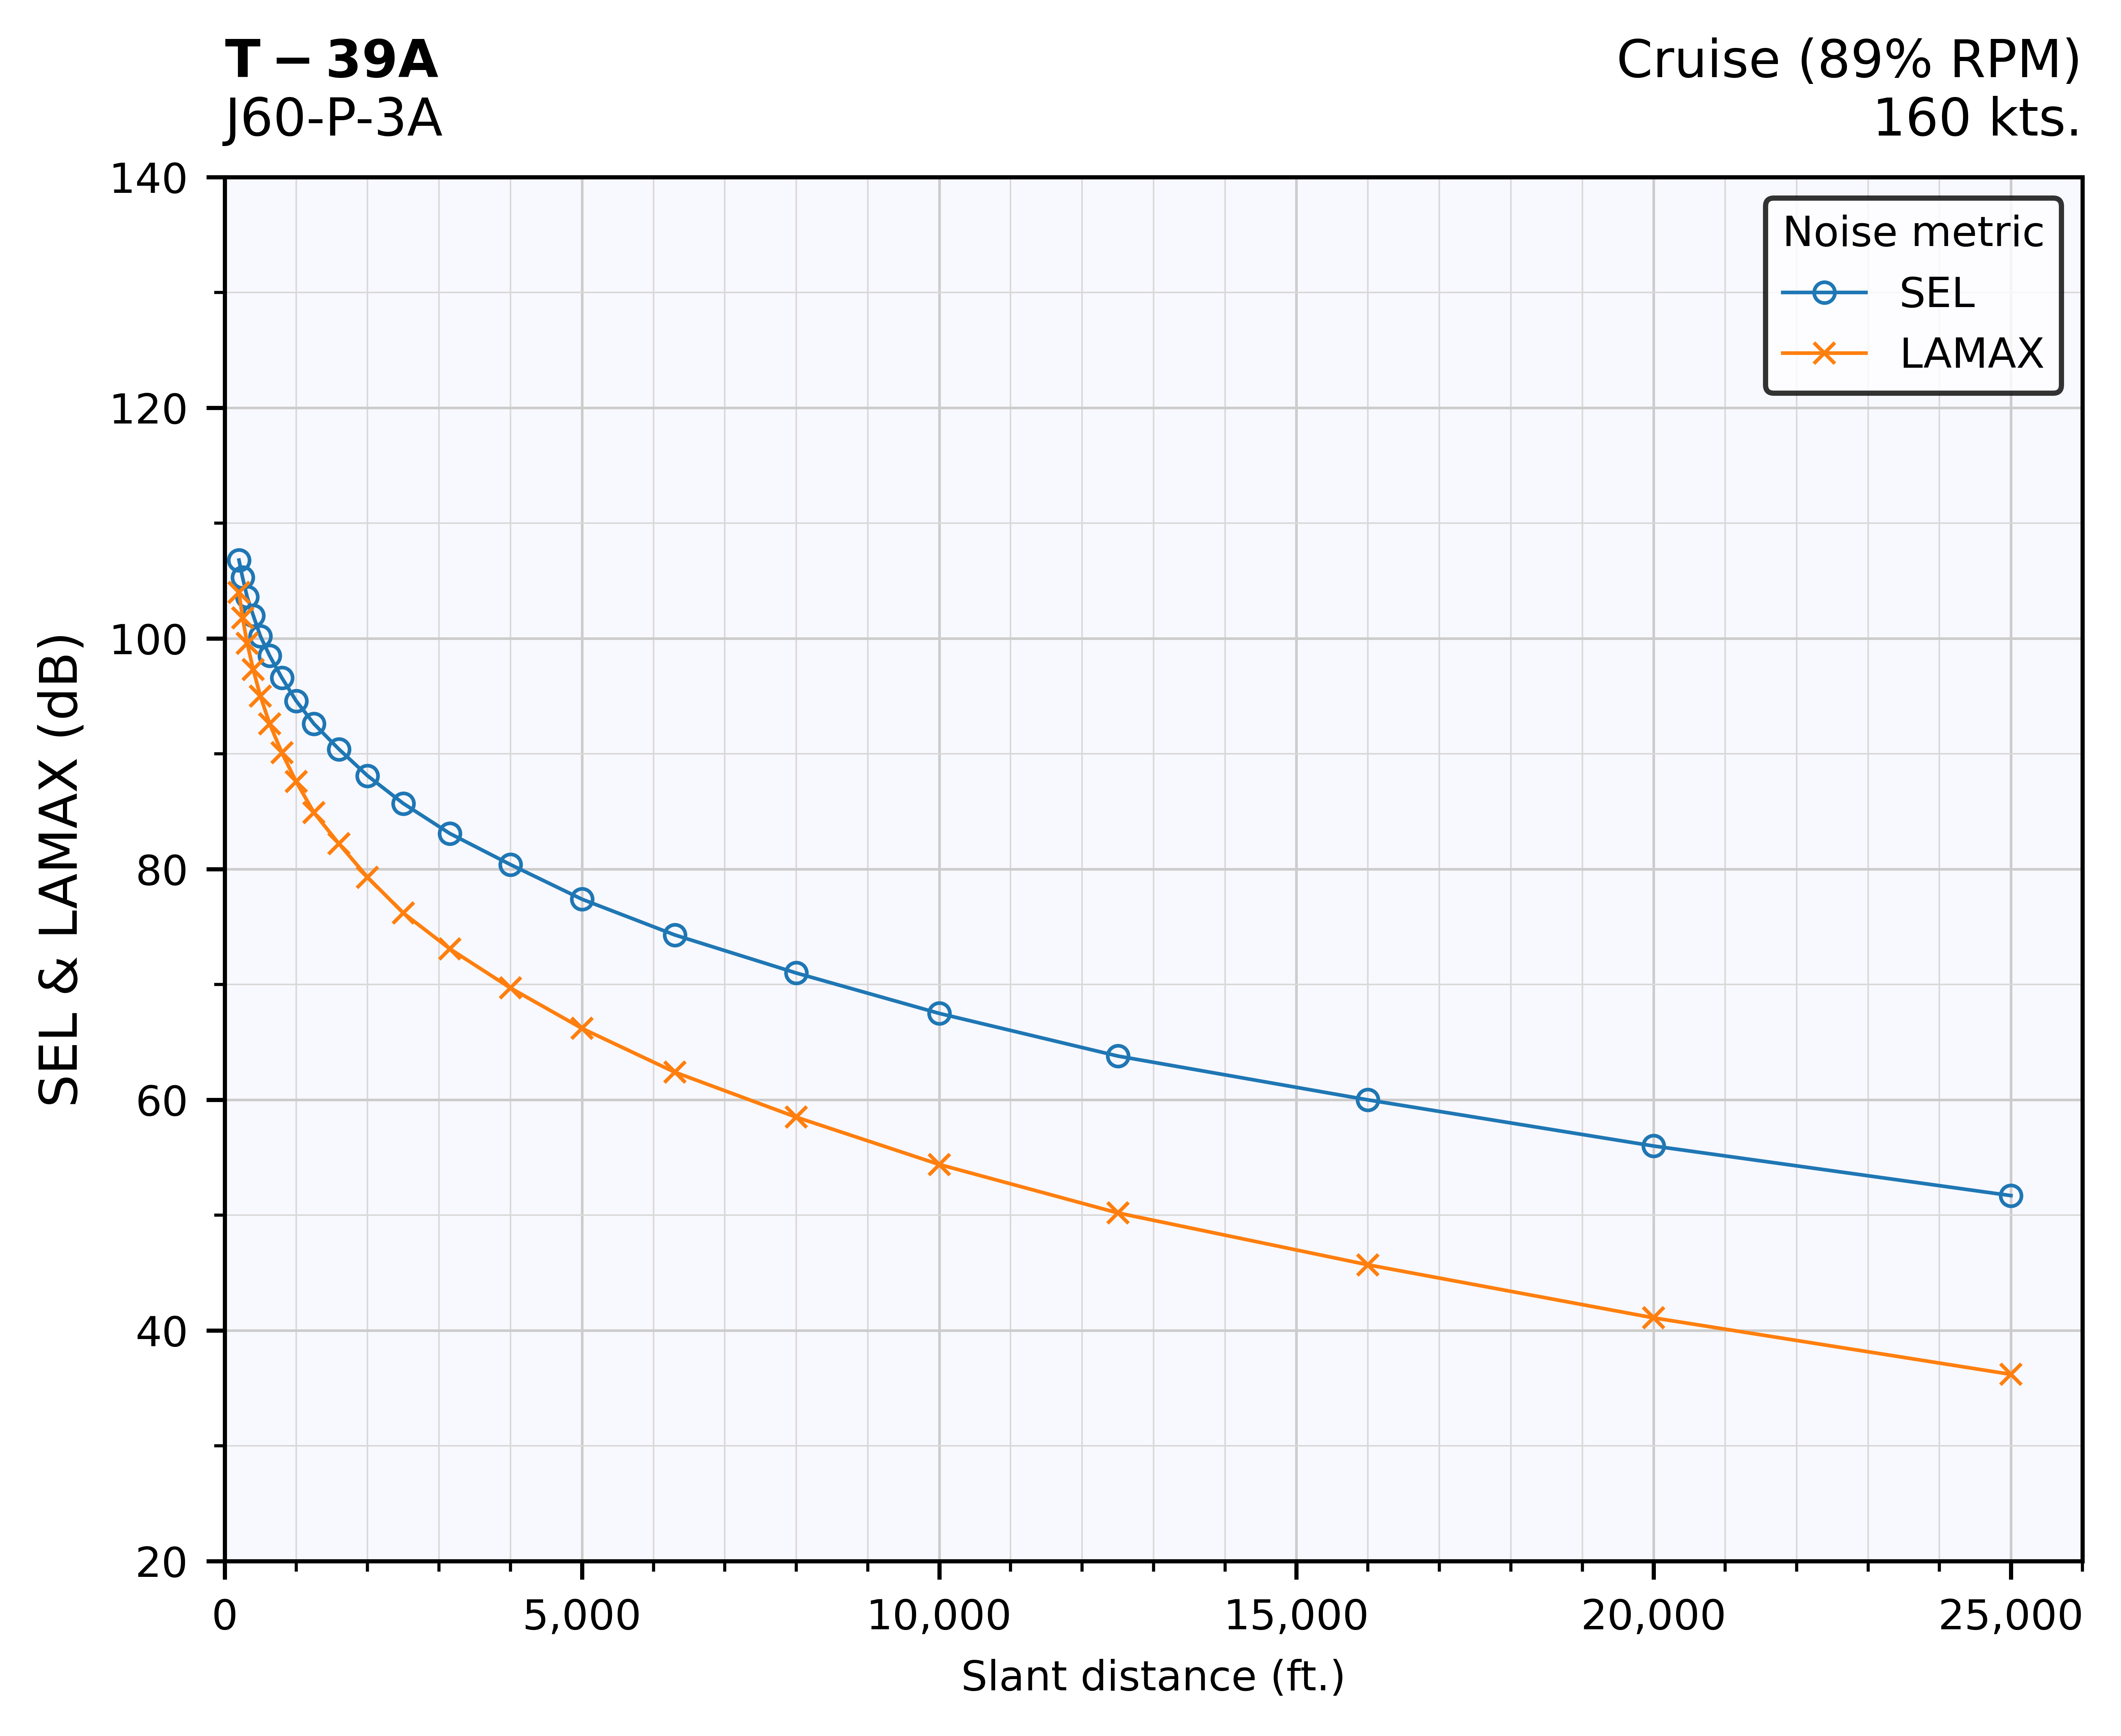 T − 39A
J60-P-3A
Cruise (89% RPM)
160 kts.
Noise metric
SEL
LAMAX
SEL & LAMAX (dB)
140
120
100
80
60
40
20
0 5,000 10,000 15,000 20,000 25,000
Slant distance (ft.)